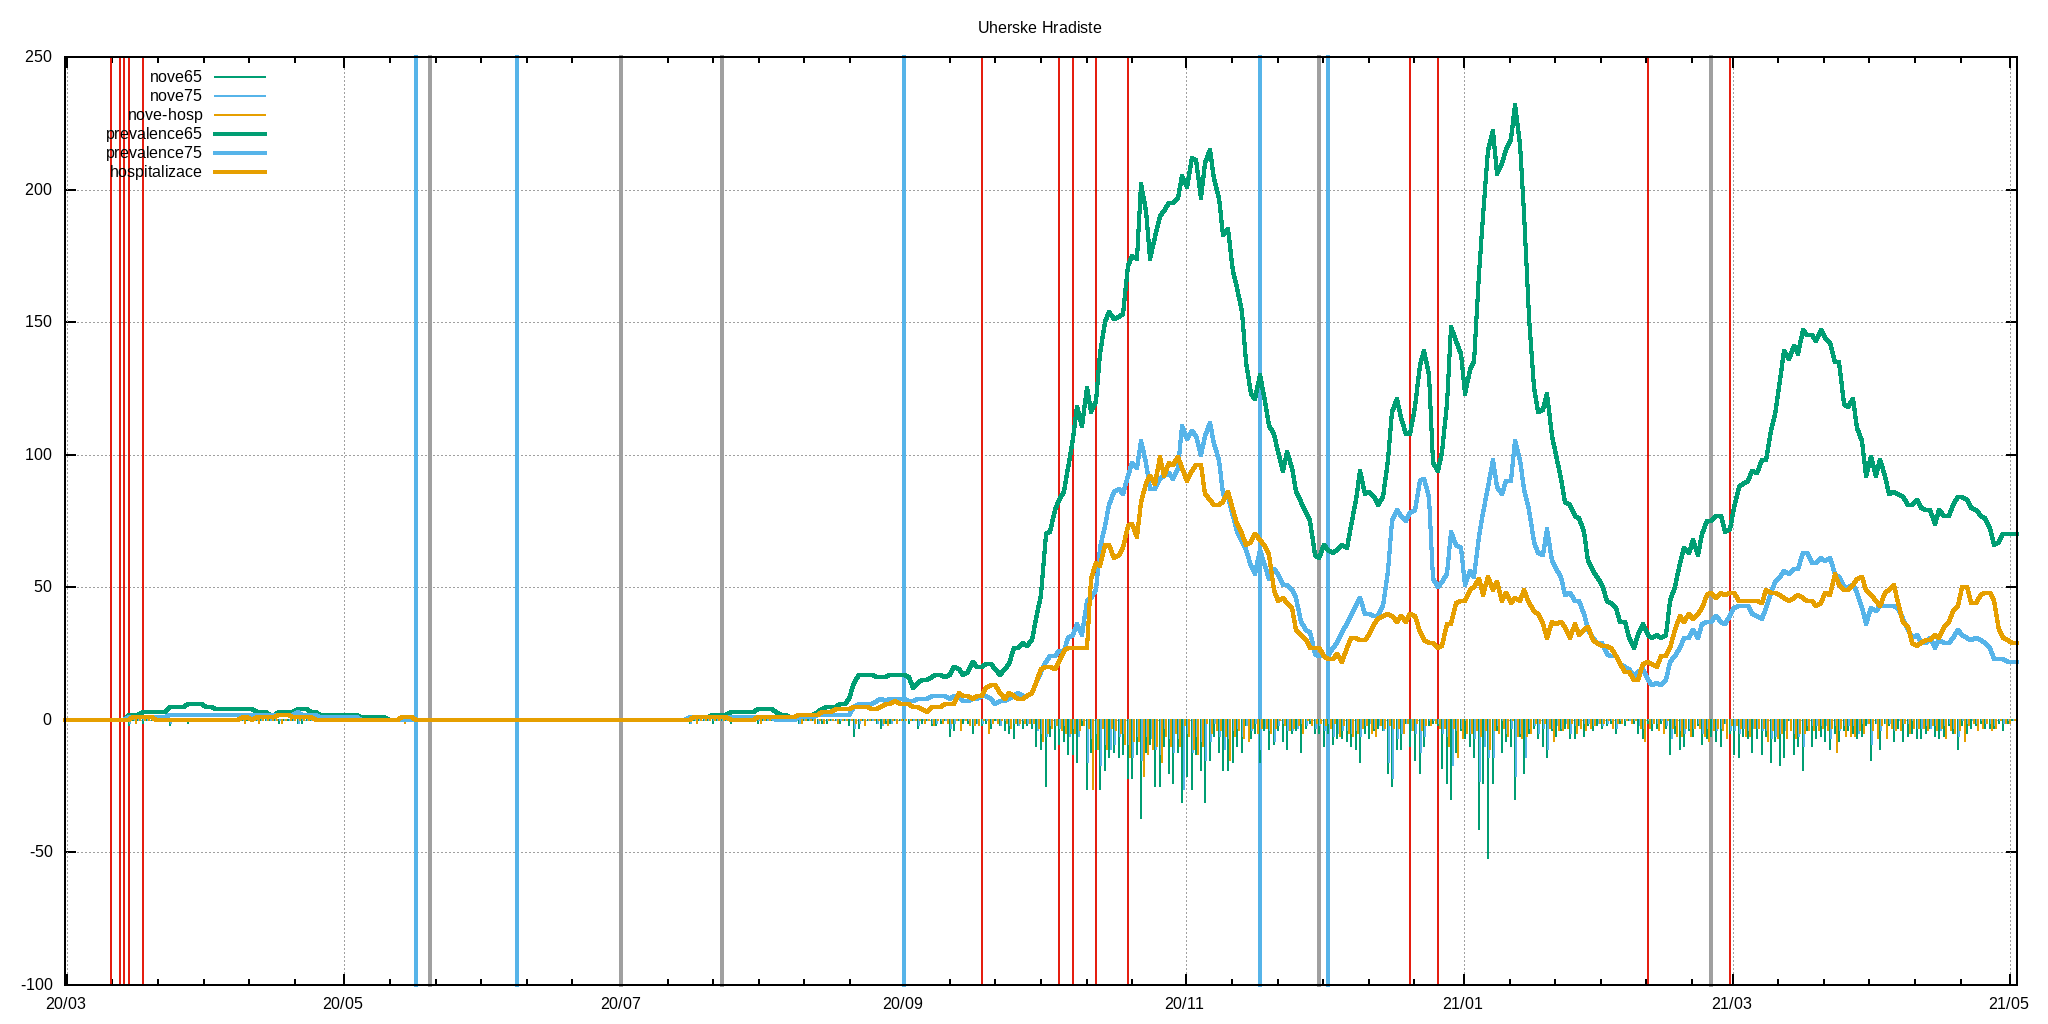 Uherske Hradiste
250
nove65
nove75
nove-hosp
prevalence65
prevalence75
hospitalizace
200
150
100
50
0
-50
-100
20/03 20/05 20/07 20/09 20/11 21/01 21/03 21/05